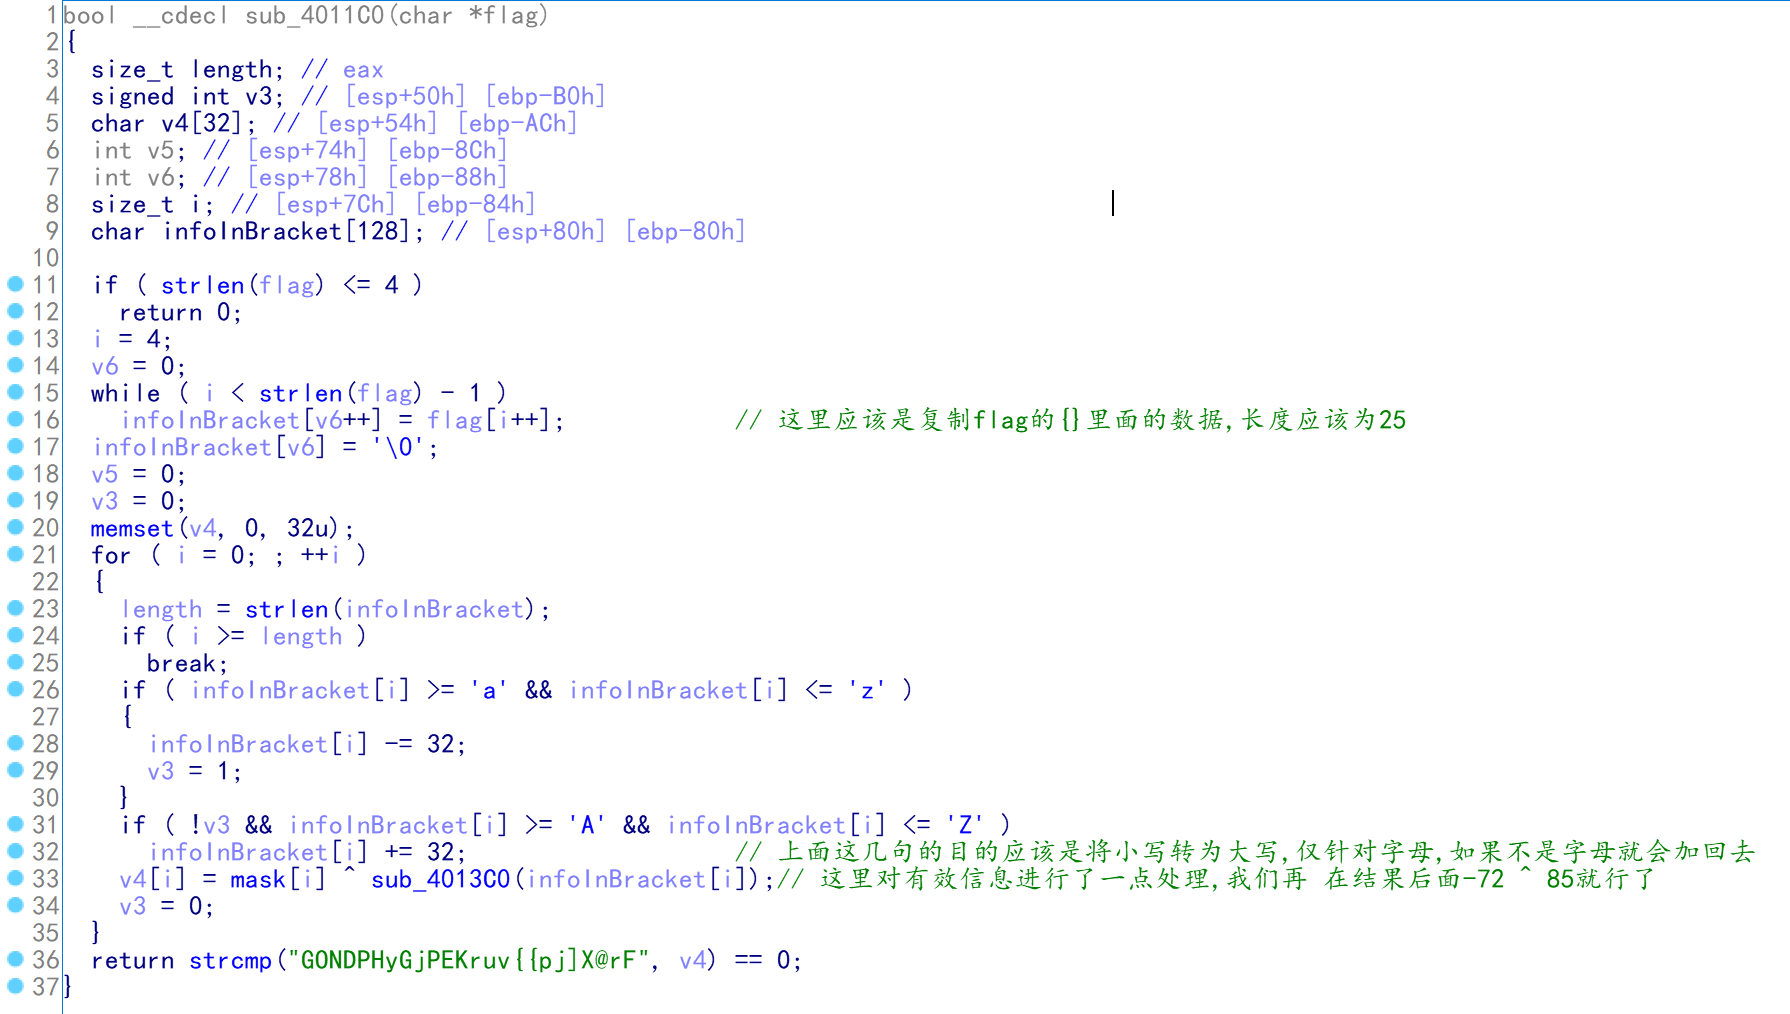 1 bool __cdecl sub_4011C0(char *flag)
2 {
3   size_t length; // eax
4   signed int v3; // [esp+50h] [ebp-B0h]
5   char v4[32]; // [esp+54h] [ebp-ACh]
6   int v5; // [esp+74h] [ebp-8Ch]
7   int v6; // [esp+78h] [ebp-88h]
8   size_t i; // [esp+7Ch] [ebp-84h]
9   char infoInBracket[128]; // [esp+80h] [ebp-80h]
10
11   if ( strlen(flag) <= 4 )
12     return 0;
13   i = 4;
14   v6 = 0;
15   while ( i < strlen(flag) - 1 )
16     infoInBracket[v6++] = flag[i++];            // 这里应该是复制flag的{}里面的数据,长度应该为25
17   infoInBracket[v6] = '\0';
18   v5 = 0;
19   v3 = 0;
20   memset(v4, 0, 32u);
21   for ( i = 0; ; ++i )
22   {
23     length = strlen(infoInBracket);
24     if ( i >= length )
25       break;
26     if ( infoInBracket[i] >= 'a' && infoInBracket[i] <= 'z' )
27     {
28       infoInBracket[i] -= 32;
29       v3 = 1;
30     }
31     if ( !v3 && infoInBracket[i] >= 'A' && infoInBracket[i] <= 'Z' )
32       infoInBracket[i] += 32;                   // 上面这几句的目的应该是将小写转为大写,仅针对字母,如果不是字母就会加回去
33     v4[i] = mask[i] ^ sub_4013C0(infoInBracket[i]);// 这里对有效信息进行了一点处理,我们再 在结果后面-72 ^ 85就行了
34     v3 = 0;
35   }
36   return strcmp("GONDPHyGjPEKruv{{pj]X@rF", v4) == 0;
37 }